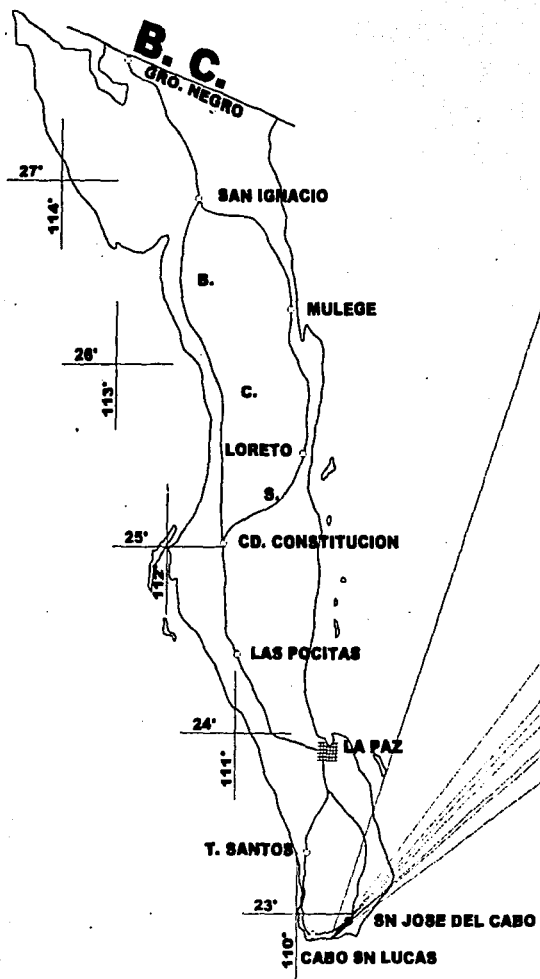 B. C.
GRO. NEGRO
27°
114°
SAN IGNACIO
B.
MULEGE
26°
113°
C.
LORETO
S.
25°
112°
CD. CONSTITUCION
LAS POCITAS
24°
111°
LA PAZ
T. SANTOS
23°
110°
SN JOSE DEL CABO
CABO SN LUCAS